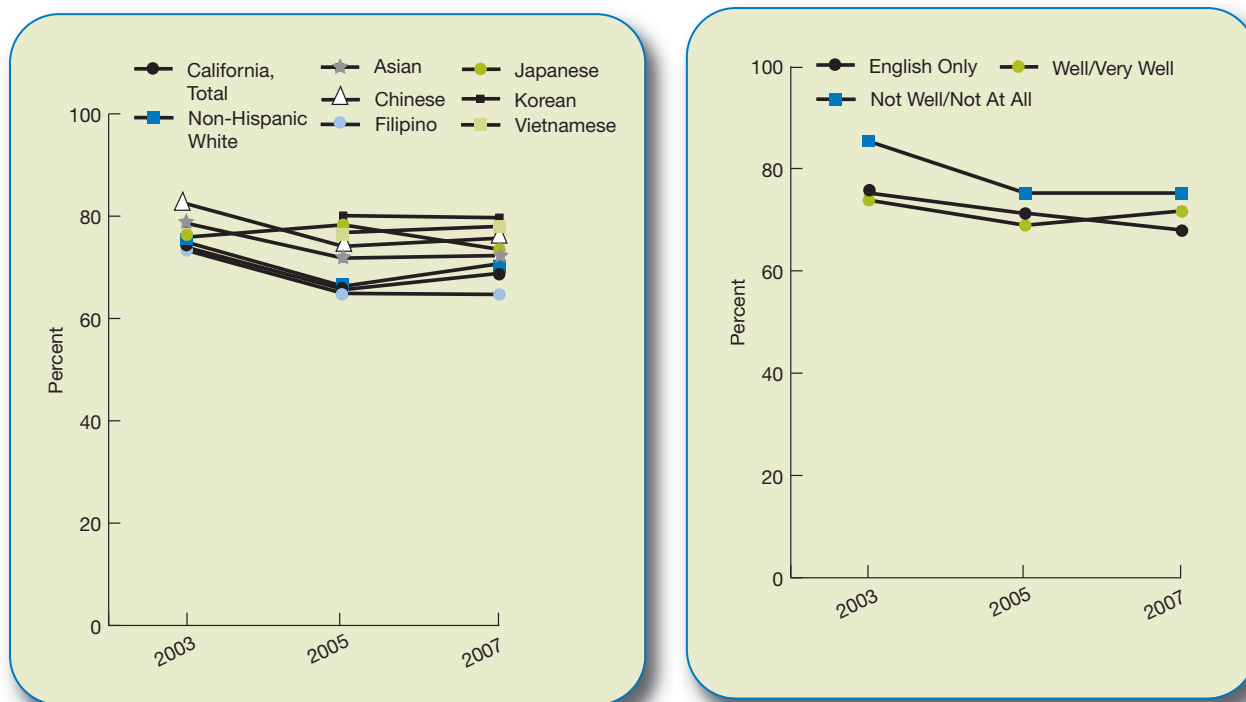 California,
Total
Non-Hispanic
White
Asian
Chinese
Filipino
Japanese
Korean
Vietnamese
Percent
100
80
60
40
20
0
2003
2005
2007
English Only
Well/Very Well
Not Well/Not At All
Percent
100
80
60
40
20
0
2003
2005
2007